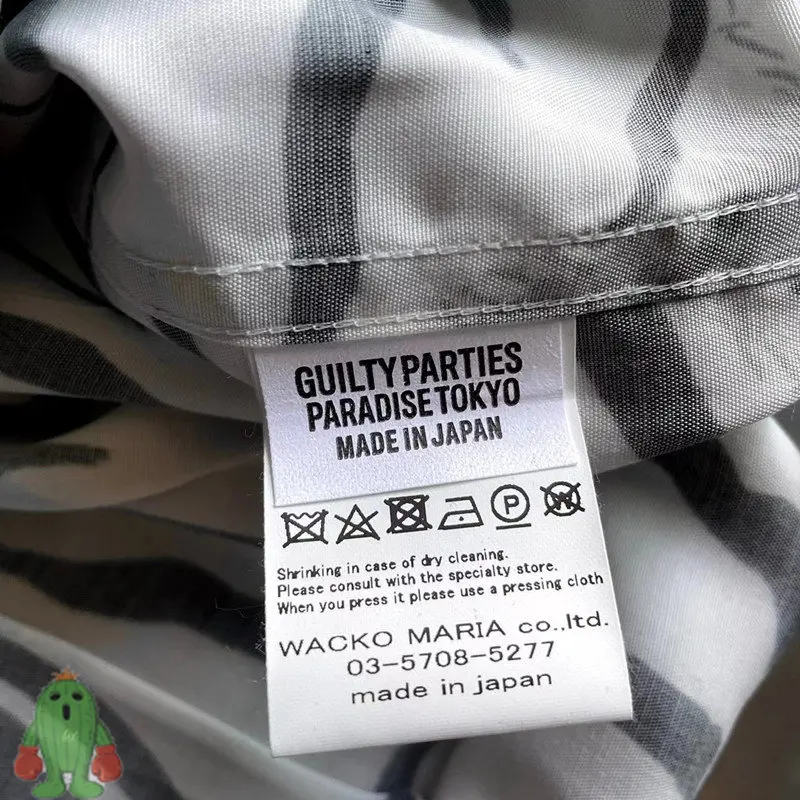 GUILTY PARTIES
PARADISE TOKYO
MADE IN JAPAN
P
W
Shrinking in case of dry cleaning.
Please consult with the specialty store.
When you press it please use a pressing cloth
WACKO MARIA co.,ltd.
03-5708-5277
made in japan